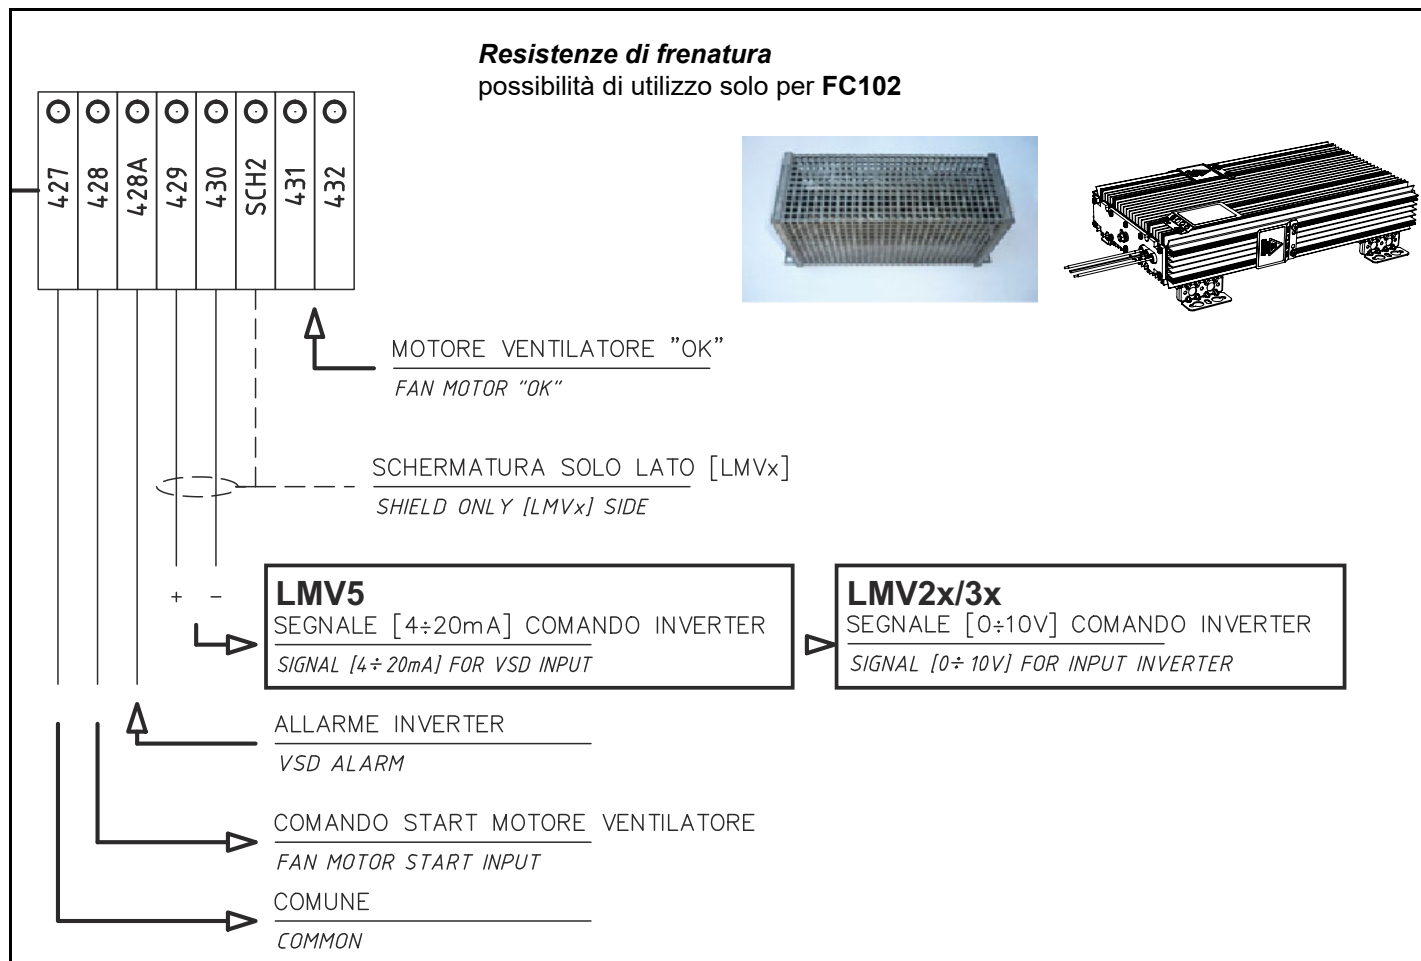 Resistenze di frenatura
possibilità di utilizzo solo per FC102
427
428
428A
429
430
SCH2
431
432
MOTORE VENTILATORE "OK"
FAN MOTOR "OK"
SCHERMATURA SOLO LATO [LMVx]
SHIELD ONLY [LMVx] SIDE
+ −
LMV5
SEGNALE [4÷20mA] COMANDO INVERTER
SIGNAL [4÷20mA] FOR VSD INPUT
LMV2x/3x
SEGNALE [0÷10V] COMANDO INVERTER
SIGNAL [0÷10V] FOR INPUT INVERTER
ALLARME INVERTER
VSD ALARM
COMANDO START MOTORE VENTILATORE
FAN MOTOR START INPUT
COMUNE
COMMON